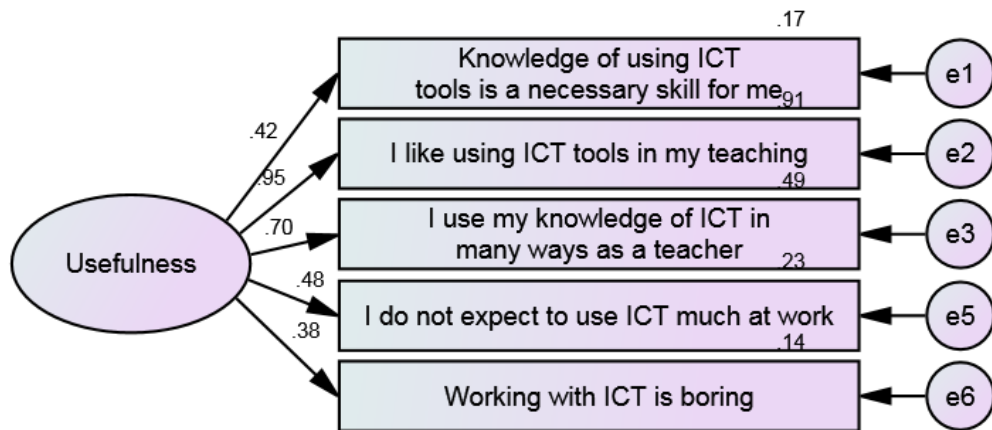 .17
Knowledge of using ICT
tools is a necessary skill for me
e1
.42
.91
I like using ICT tools in my teaching
e2
.95
.49
I use my knowledge of ICT in
many ways as a teacher
e3
.70
Usefulness
.23
I do not expect to use ICT much at work
e5
.48
.14
Working with ICT is boring
e6
.38